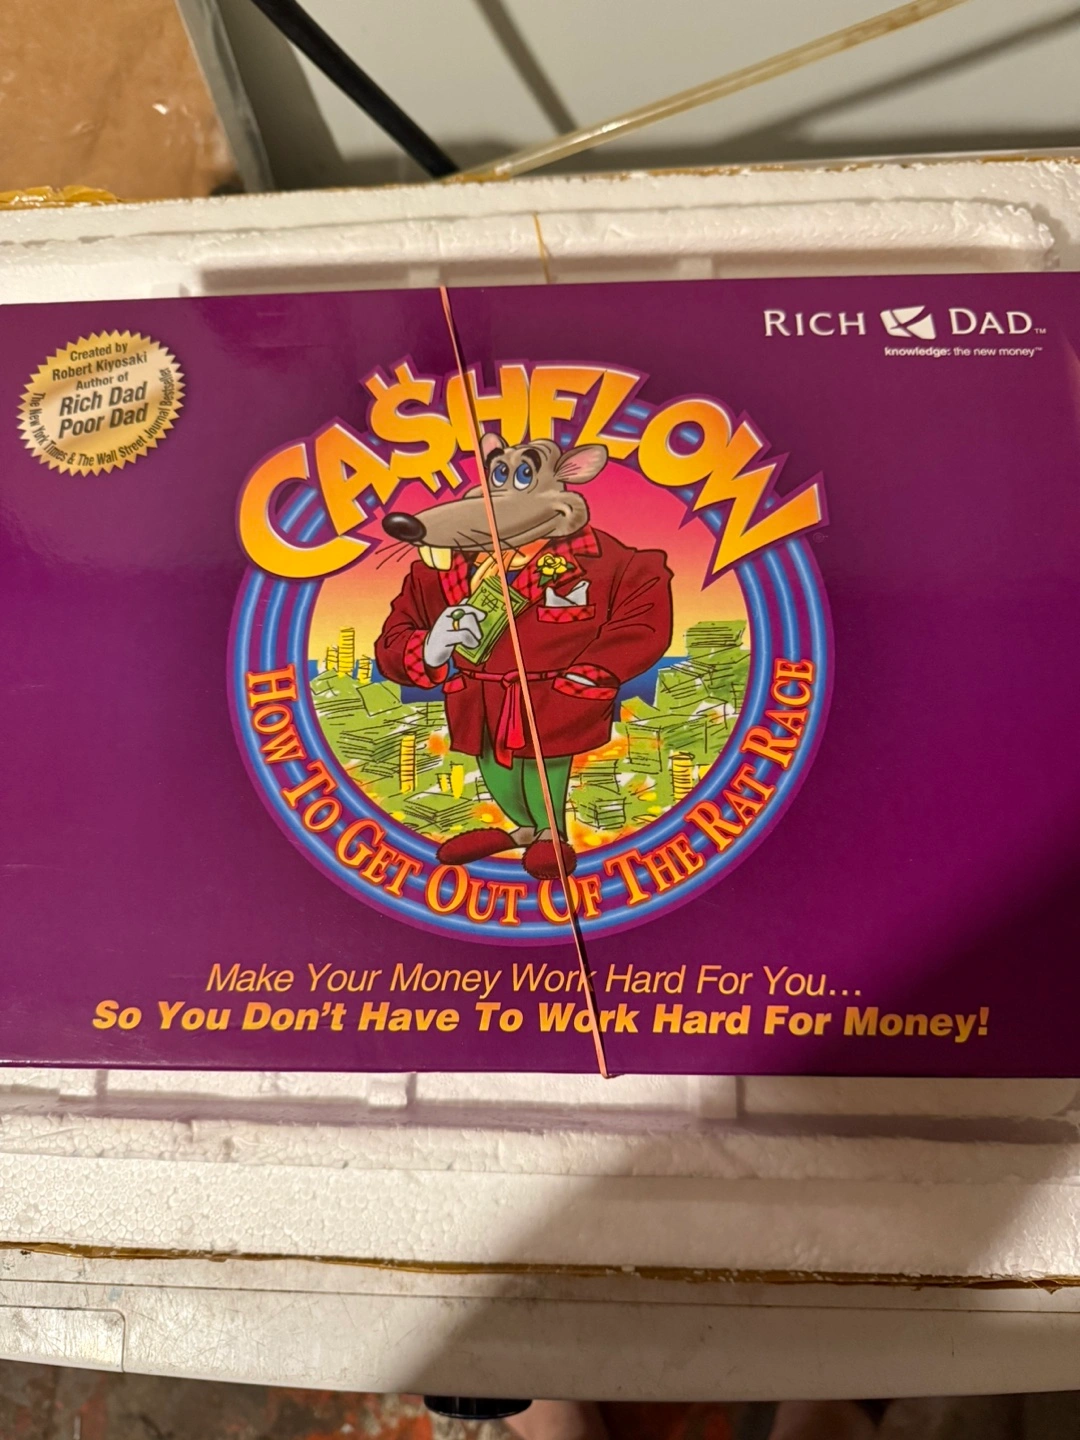 Created by
Robert Kiyosaki
Author of
Rich Dad
Poor Dad
The New York Times & The Wall Street Journal Bestseller
RICH DAD™
knowledge: the new money™
CA$HFLOW®
HOW TO GET OUT OF THE RAT RACE
Make Your Money Work Hard For You...
So You Don't Have To Work Hard For Money!